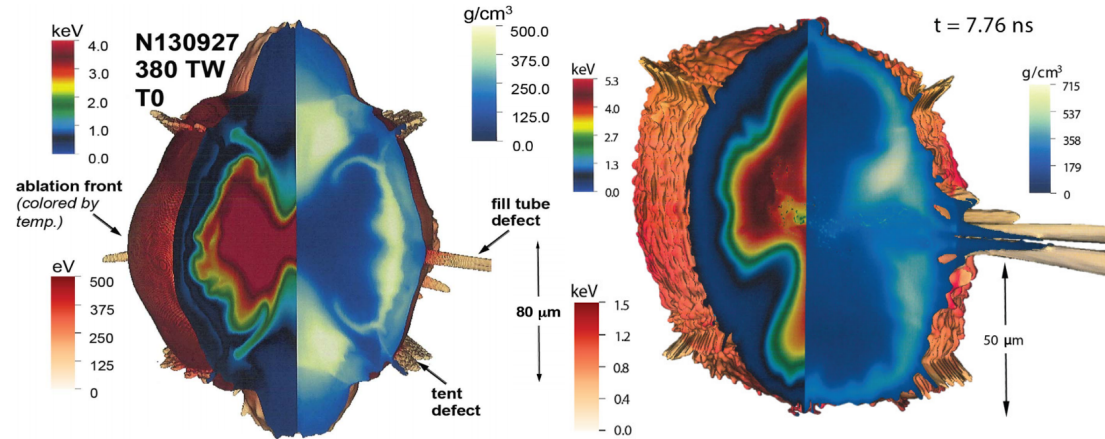 keV
4.0
3.0
2.0
1.0
0.0
N130927
380 TW
T0
g/cm³
500.0
375.0
250.0
125.0
0.0
ablation front
(colored by
temp.)
eV
500
375
250
125
0
fill tube
defect
80 μm
tent
defect
t = 7.76 ns
keV
5.3
4.0
2.7
1.3
0.0
g/cm³
715
537
358
179
0
keV
1.5
1.2
0.8
0.4
0.0
50 μm